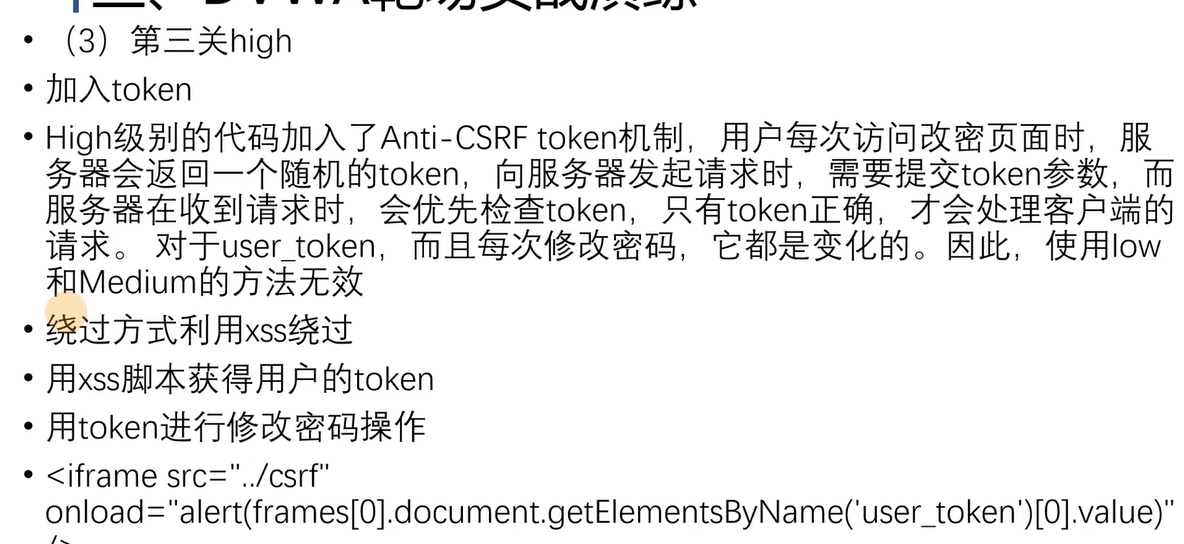 DVWA靶场实战演练
• （3）第三关high
• 加入token
• High级别的代码加入了Anti-CSRF token机制，用户每次访问改密页面时，服
务器会返回一个随机的token，向服务器发起请求时，需要提交token参数，而
服务器在收到请求时，会优先检查token，只有token正确，才会处理客户端的
请求。 对于user_token，而且每次修改密码，它都是变化的。因此，使用low
和Medium的方法无效
• 绕过方式利用xss绕过
• 用xss脚本获得用户的token
• 用token进行修改密码操作
• <iframe src="../csrf"
onload="alert(frames[0].document.getElementsByName('user_token')[0].value)"
/>